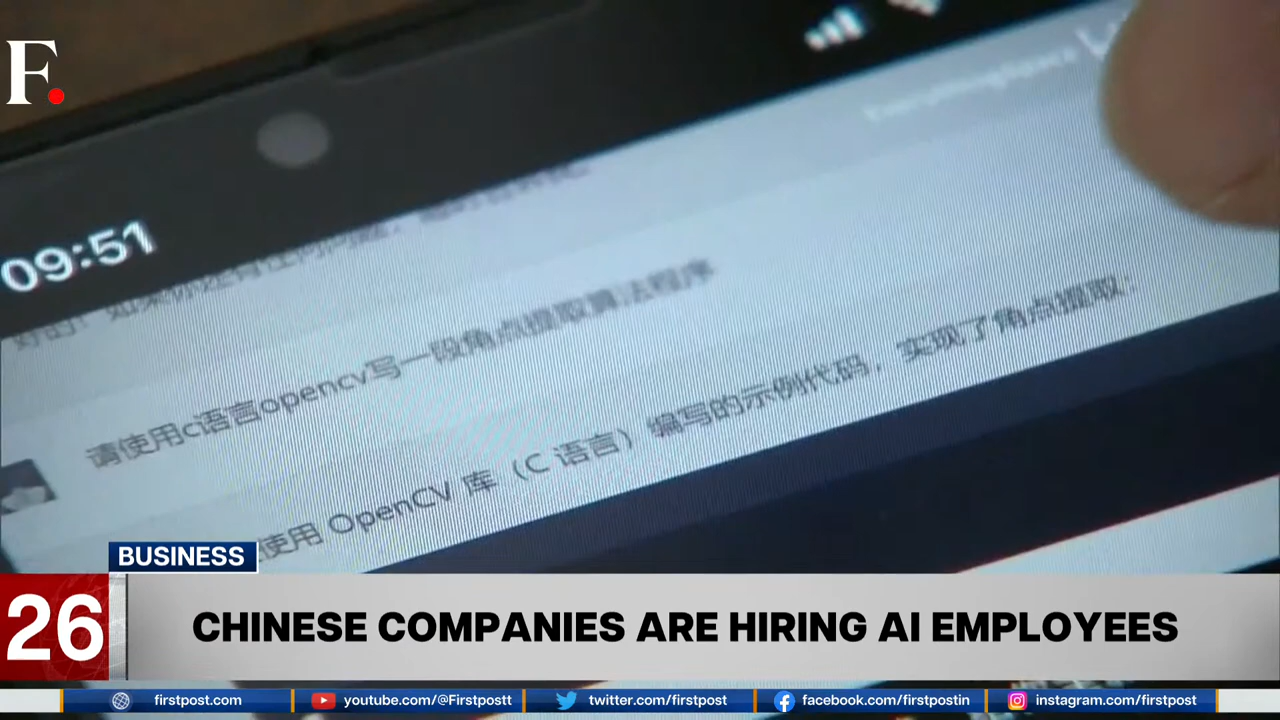 F.
09:51
请使用c语言opencv写一段角点提取算法程序
使用 OpenCV 库（C 语言）编写的示例代码，实现了角点提取:
BUSINESS
26
CHINESE COMPANIES ARE HIRING AI EMPLOYEES
firstpost.com
youtube.com/@Firstpostt
twitter.com/firstpost
facebook.com/firstpostin
instagram.com/firstpost